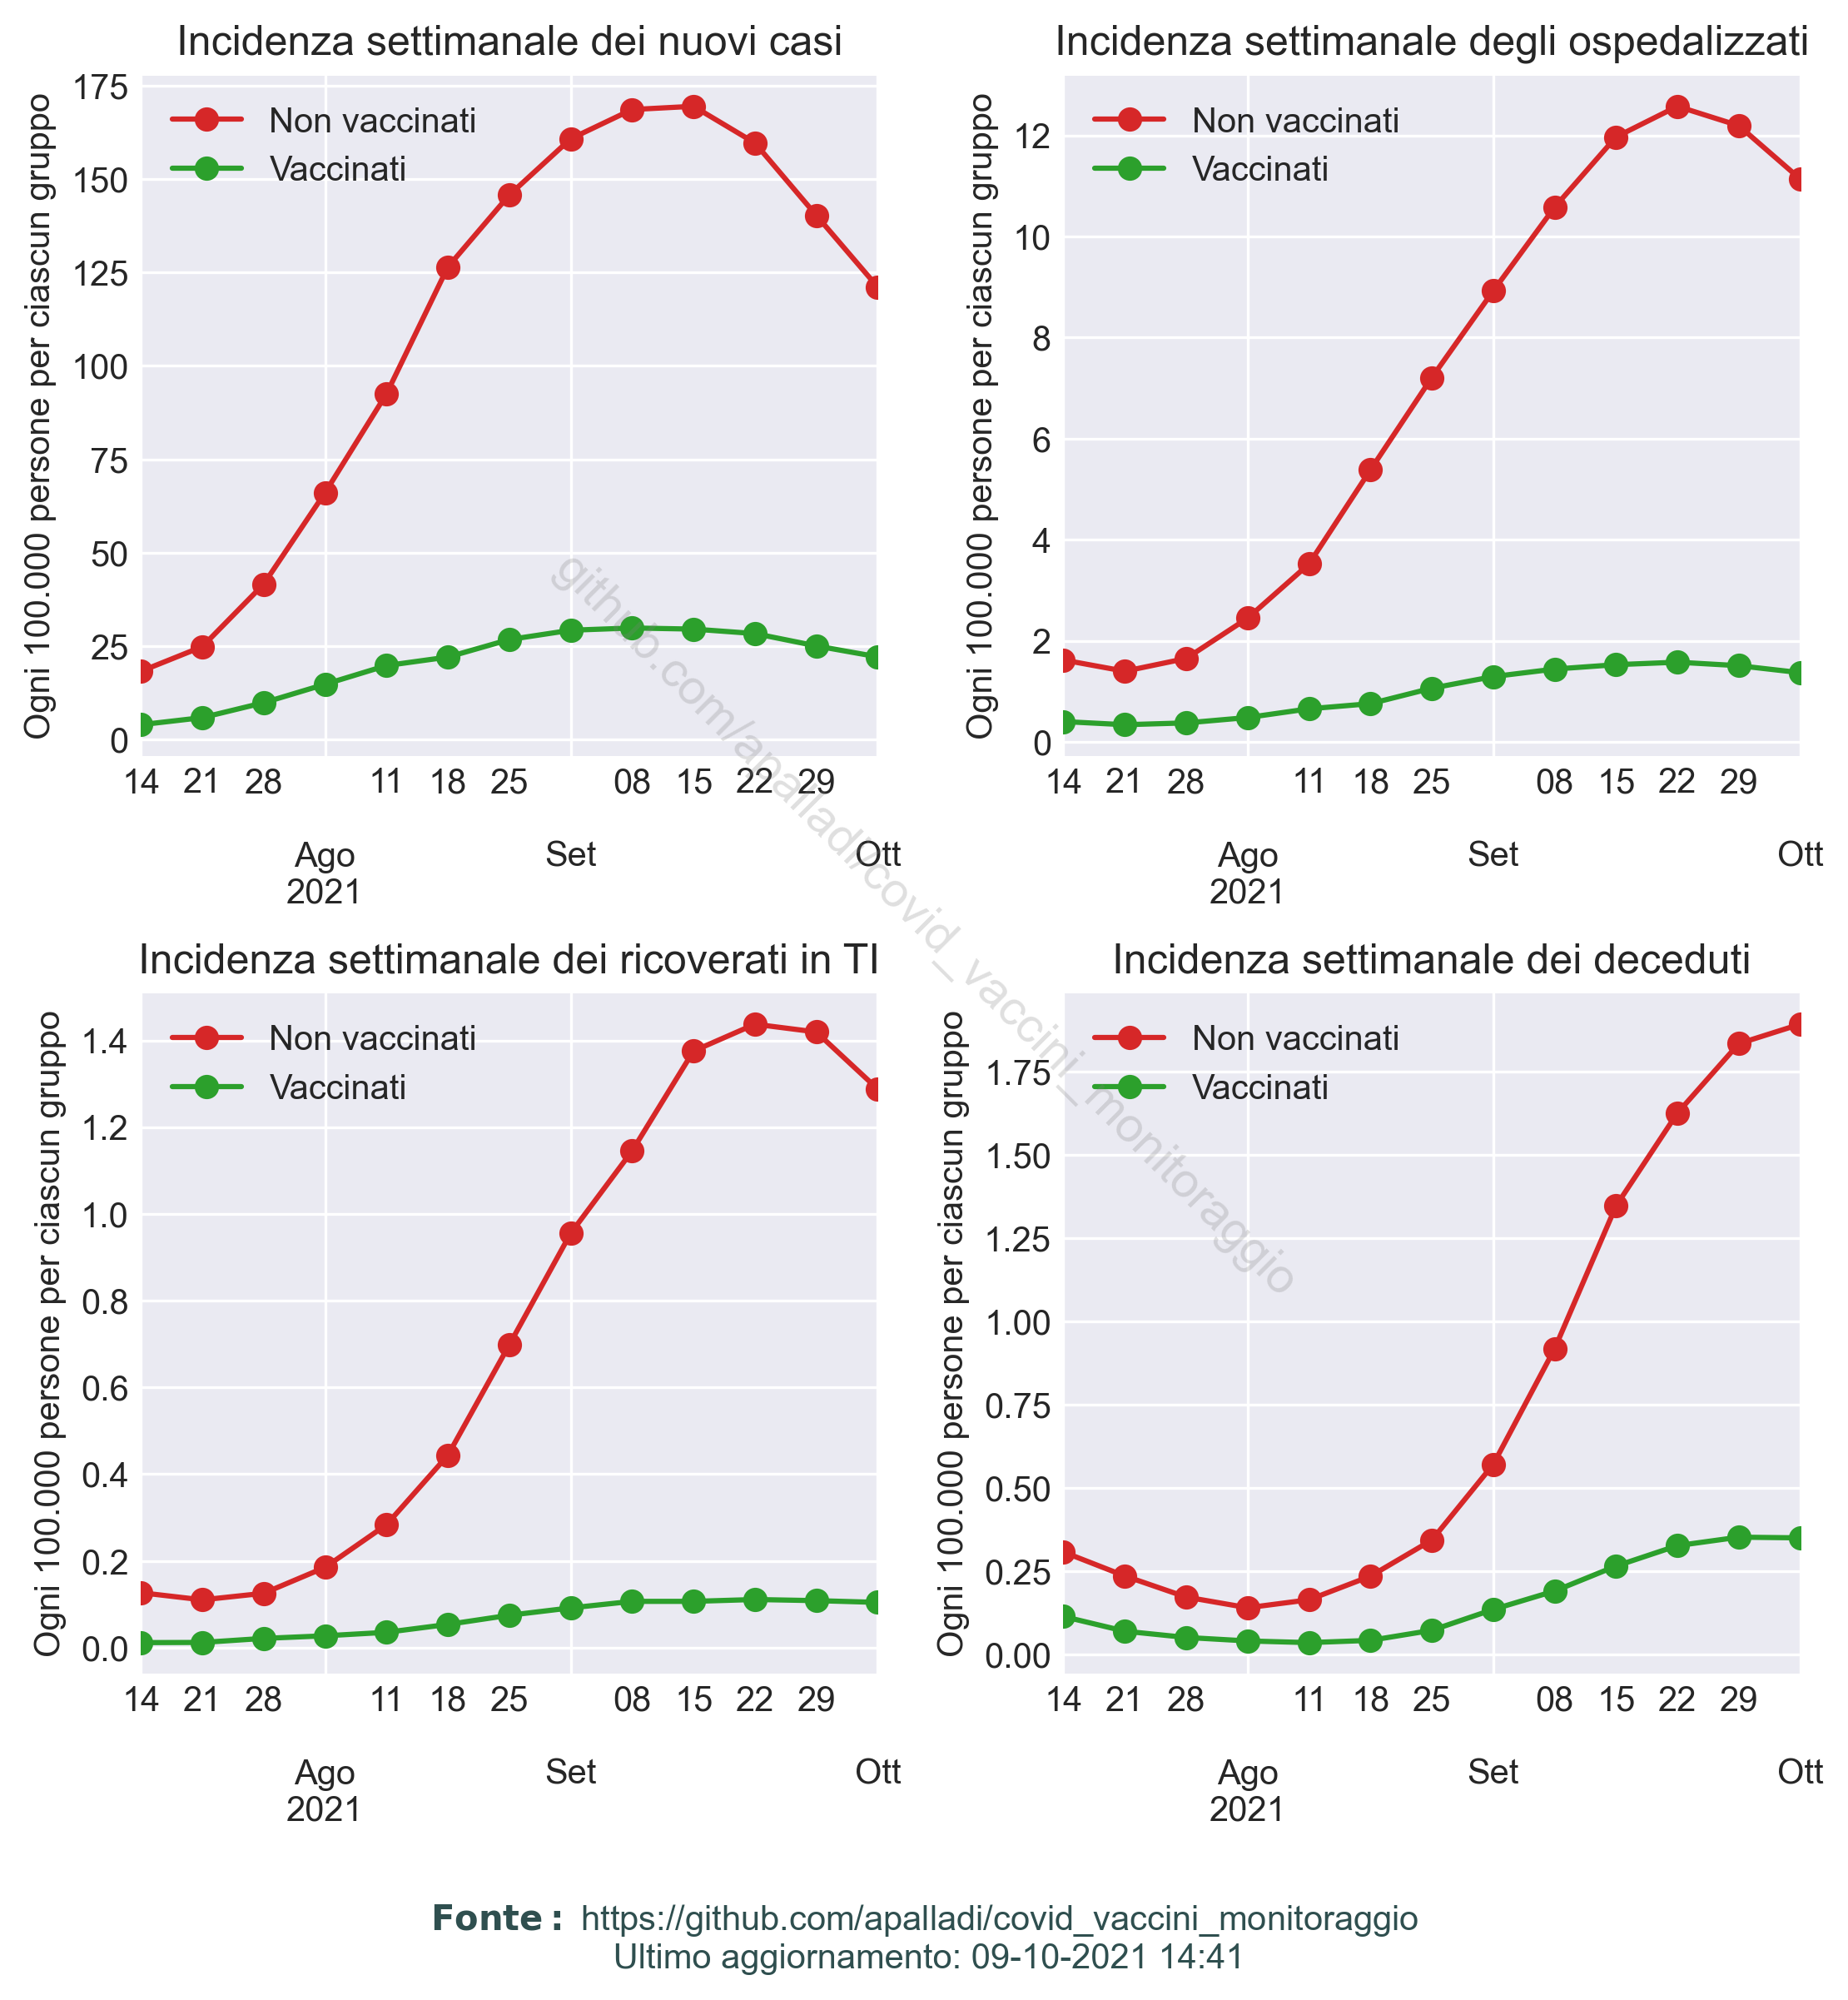 Incidenza settimanale dei nuovi casi
Ogni 100.000 persone per ciascun gruppo
175
150
125
100
75
50
25
0
Non vaccinati
Vaccinati
14 21 28 11 18 25 08 15 22 29
Ago Set Ott
2021
Incidenza settimanale degli ospedalizzati
Ogni 100.000 persone per ciascun gruppo
12
10
8
6
4
2
0
Non vaccinati
Vaccinati
14 21 28 11 18 25 08 15 22 29
Ago Set Ott
2021
Incidenza settimanale dei ricoverati in TI
Ogni 100.000 persone per ciascun gruppo
1.4
1.2
1.0
0.8
0.6
0.4
0.2
0.0
Non vaccinati
Vaccinati
14 21 28 11 18 25 08 15 22 29
Ago Set Ott
2021
Incidenza settimanale dei deceduti
Ogni 100.000 persone per ciascun gruppo
1.75
1.50
1.25
1.00
0.75
0.50
0.25
0.00
Non vaccinati
Vaccinati
14 21 28 11 18 25 08 15 22 29
Ago Set Ott
2021
github.com/apalladi/covid_vaccini_monitoraggio
Fonte: https://github.com/apalladi/covid_vaccini_monitoraggio
Ultimo aggiornamento: 09-10-2021 14:41